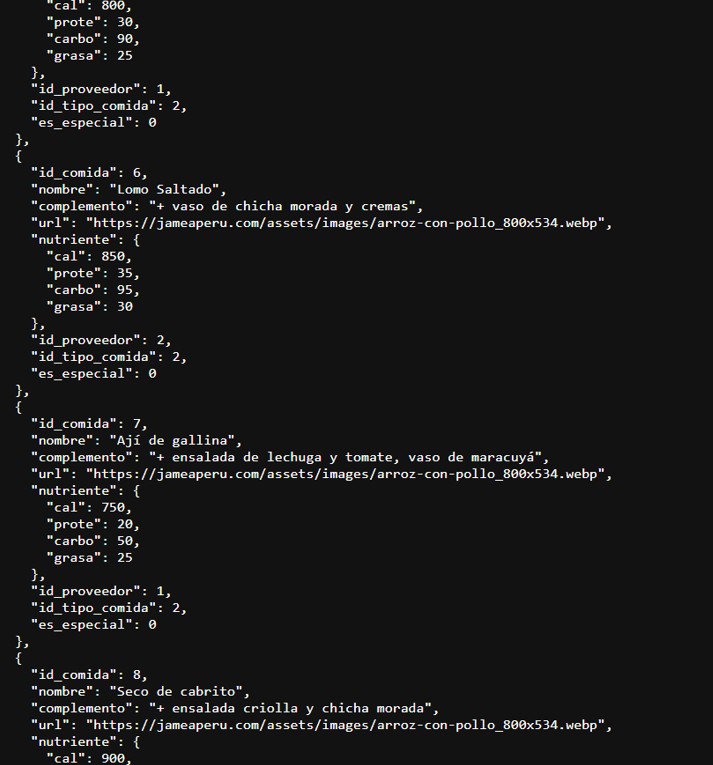 "cal": 800,
"prote": 30,
"carbo": 90,
"grasa": 25
},
"id_proveedor": 1,
"id_tipo_comida": 2,
"es_especial": 0
},
{
"id_comida": 6,
"nombre": "Lomo Saltado",
"complemento": "+ vaso de chicha morada y cremas",
"url": "https://jameaperu.com/assets/images/arroz-con-pollo_800x534.webp",
"nutriente": {
"cal": 850,
"prote": 35,
"carbo": 95,
"grasa": 30
},
"id_proveedor": 2,
"id_tipo_comida": 2,
"es_especial": 0
},
{
"id_comida": 7,
"nombre": "Ají de gallina",
"complemento": "+ ensalada de lechuga y tomate, vaso de maracuyá",
"url": "https://jameaperu.com/assets/images/arroz-con-pollo_800x534.webp",
"nutriente": {
"cal": 750,
"prote": 20,
"carbo": 50,
"grasa": 25
},
"id_proveedor": 1,
"id_tipo_comida": 2,
"es_especial": 0
},
{
"id_comida": 8,
"nombre": "Seco de cabrito",
"complemento": "+ ensalada criolla y chicha morada",
"url": "https://jameaperu.com/assets/images/arroz-con-pollo_800x534.webp",
"nutriente": {
"cal": 900,